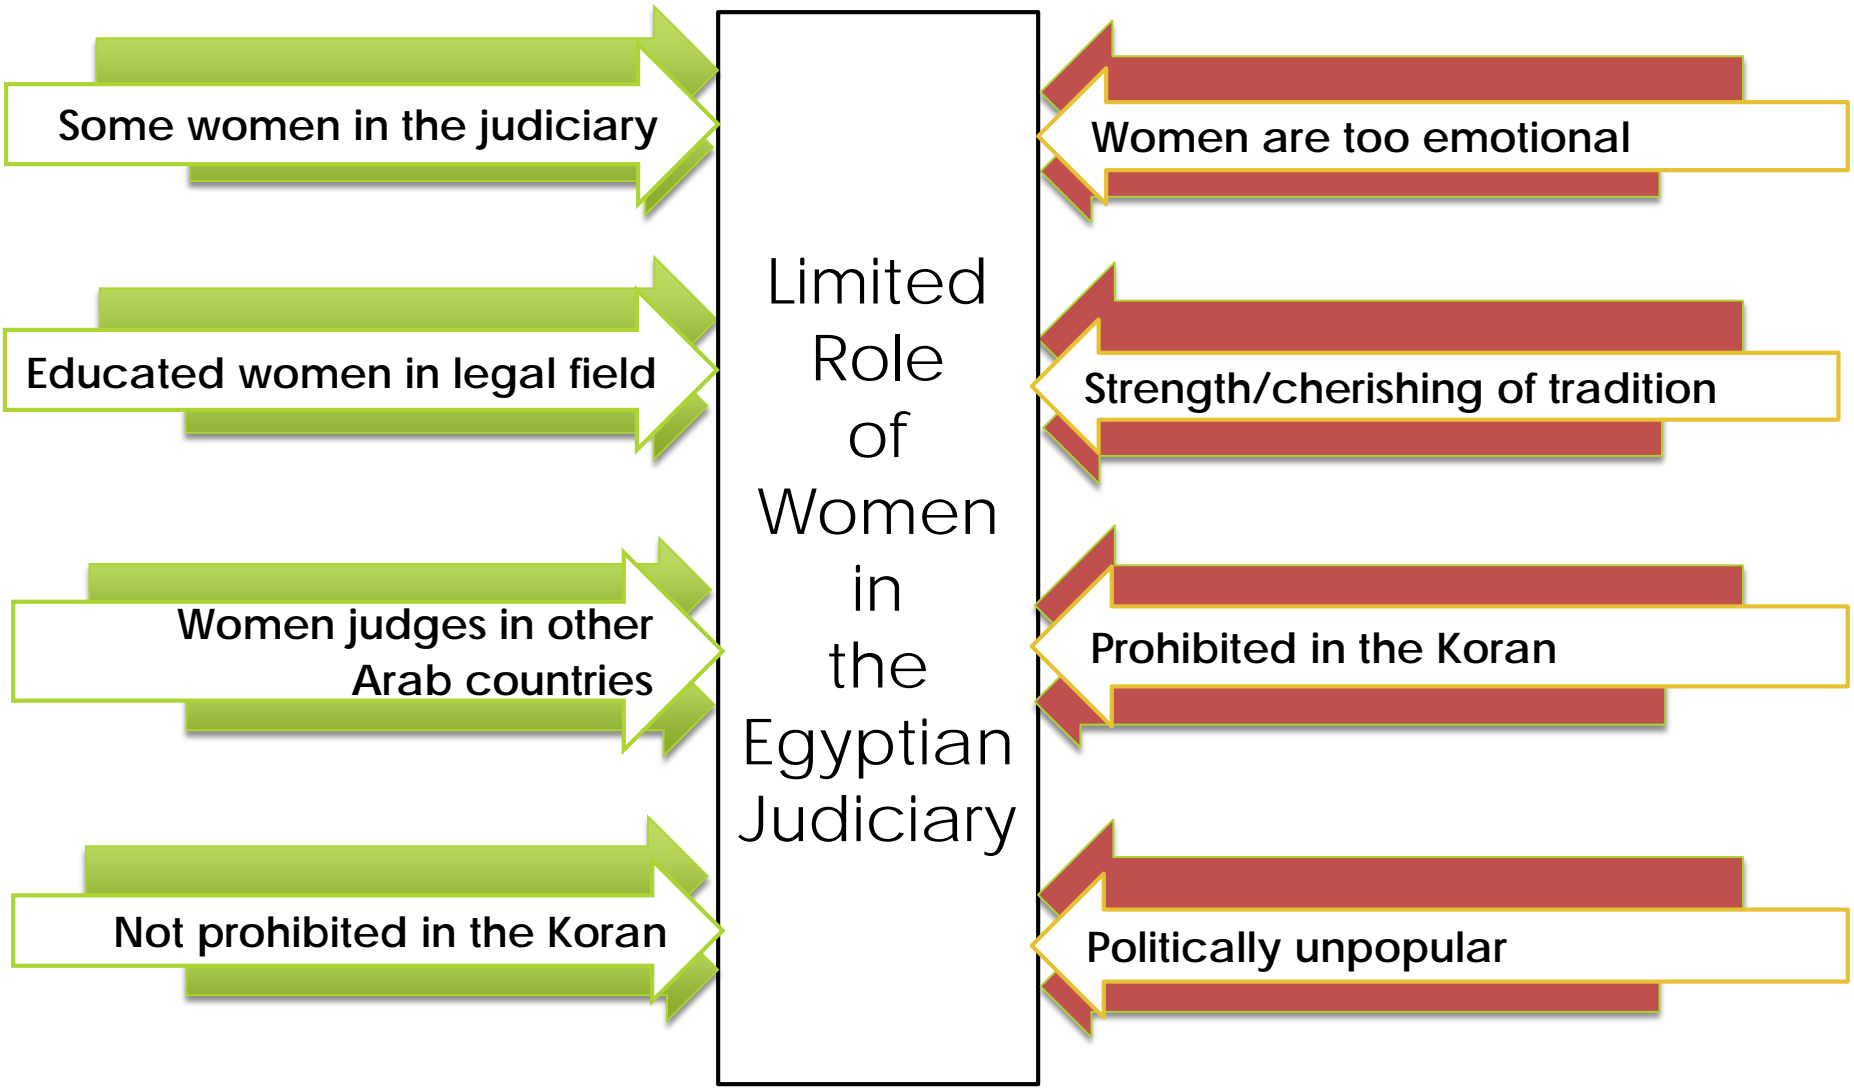 Some women in the judiciary
Educated women in legal field
Women judges in other
Arab countries
Not prohibited in the Koran
Limited
Role
of
Women
in
the
Egyptian
Judiciary
Women are too emotional
Strength/cherishing of tradition
Prohibited in the Koran
Politically unpopular